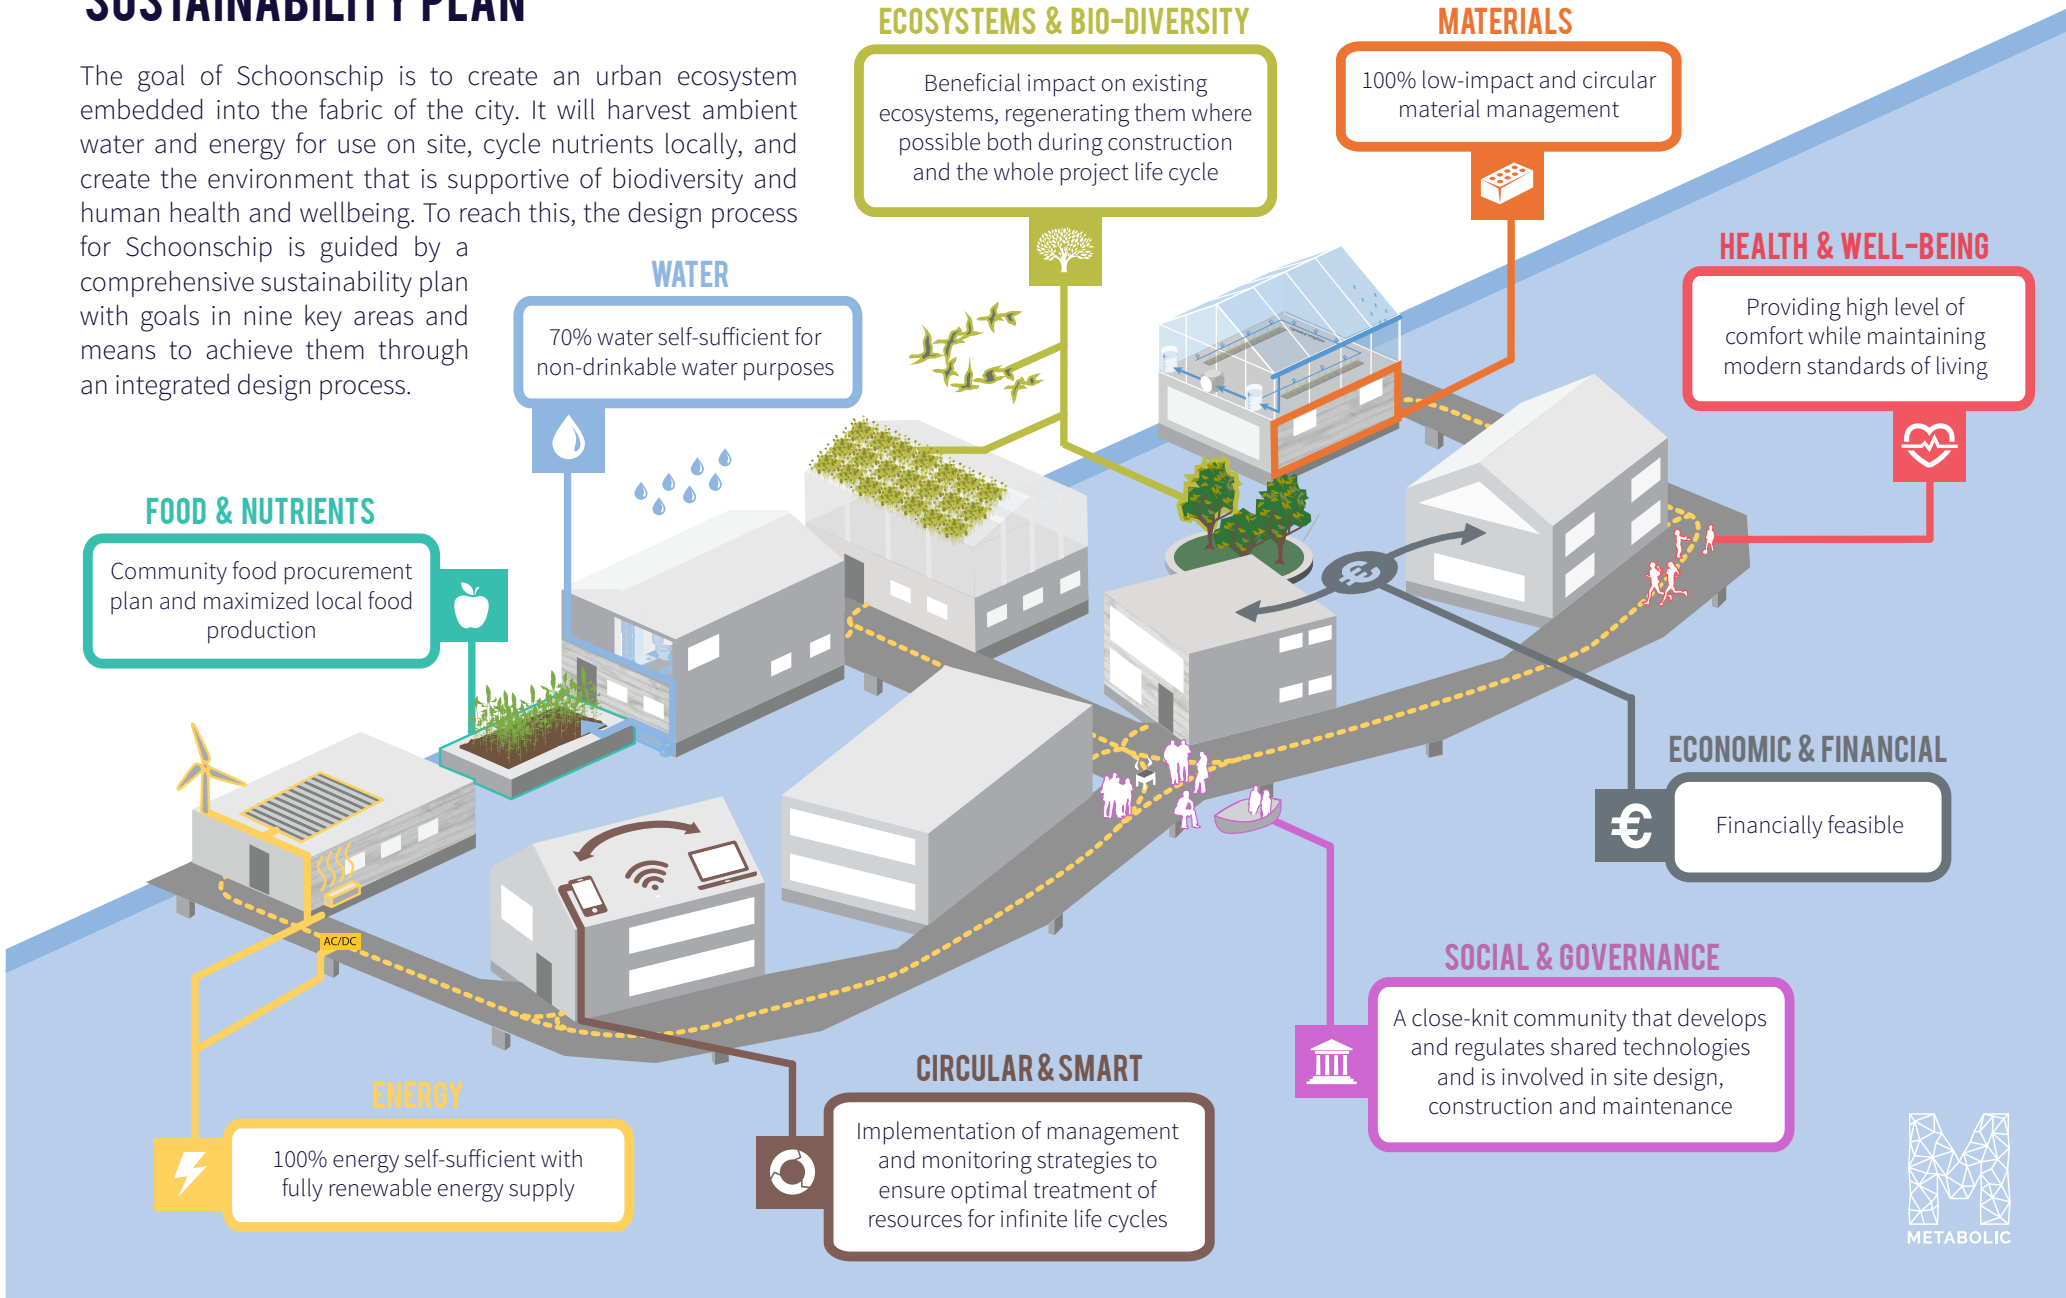 SUSTAINABILITY PLAN
The goal of Schoonschip is to create an urban ecosystem
embedded into the fabric of the city. It will harvest ambient
water and energy for use on site, cycle nutrients locally, and
create the environment that is supportive of biodiversity and
human health and wellbeing. To reach this, the design process
for Schoonschip is guided by a
comprehensive sustainability plan
with goals in nine key areas and
means to achieve them through
an integrated design process.
ECOSYSTEMS & BIO-DIVERSITY
Beneficial impact on existing
ecosystems, regenerating them where
possible both during construction
and the whole project life cycle
MATERIALS
100% low-impact and circular
material management
HEALTH & WELL-BEING
Providing high level of
comfort while maintaining
modern standards of living
WATER
70% water self-sufficient for
non-drinkable water purposes
FOOD & NUTRIENTS
Community food procurement
plan and maximized local food
production
€
ECONOMIC & FINANCIAL
€
Financially feasible
AC/DC
SOCIAL & GOVERNANCE
A close-knit community that develops
and regulates shared technologies
and is involved in site design,
construction and maintenance
ENERGY
100% energy self-sufficient with
fully renewable energy supply
CIRCULAR & SMART
Implementation of management
and monitoring strategies to
ensure optimal treatment of
resources for infinite life cycles
M
METABOLIC